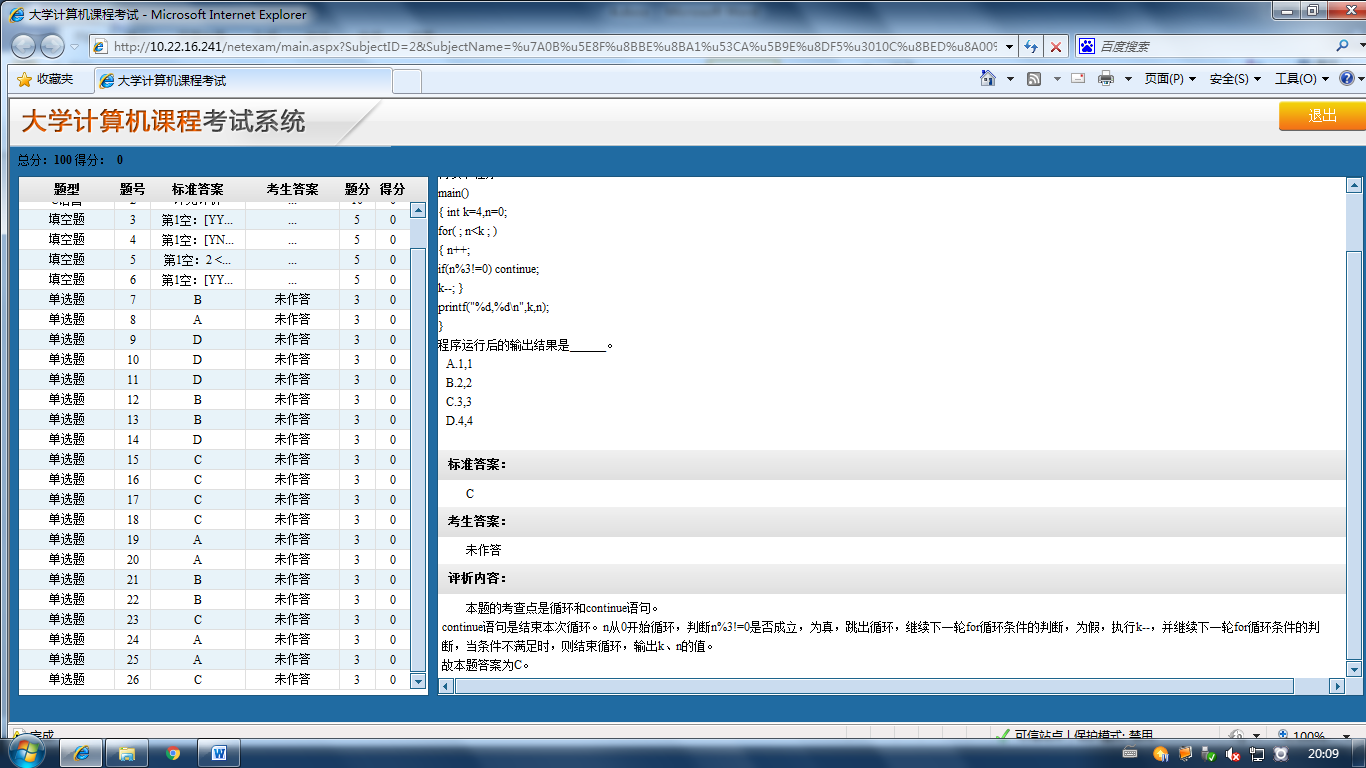 大学计算机课程考试 - Microsoft Internet Explorer
http://10.22.16.241/netexam/main.aspx?SubjectID=2&SubjectName=%u7A0B%u5E8F%u8BBE%u8BA1%u53CA%u5B9E%u8DF5%u3010C%u8BED%u8A009
百度搜索
收藏夹
大学计算机课程考试
页面(P)
安全(S)
工具(O)
大学计算机课程考试系统
退出
总分：100 得分： 0
题型 题号 标准答案 考生答案 题分 得分
填空题 3 第1空：[YY... ... 5 0
填空题 4 第1空：[YN... ... 5 0
填空题 5 第1空：2 <... ... 5 0
填空题 6 第1空：[YY... ... 5 0
单选题 7 B 未作答 3 0
单选题 8 A 未作答 3 0
单选题 9 D 未作答 3 0
单选题 10 D 未作答 3 0
单选题 11 D 未作答 3 0
单选题 12 B 未作答 3 0
单选题 13 B 未作答 3 0
单选题 14 D 未作答 3 0
单选题 15 C 未作答 3 0
单选题 16 C 未作答 3 0
单选题 17 C 未作答 3 0
单选题 18 C 未作答 3 0
单选题 19 A 未作答 3 0
单选题 20 A 未作答 3 0
单选题 21 B 未作答 3 0
单选题 22 B 未作答 3 0
单选题 23 C 未作答 3 0
单选题 24 A 未作答 3 0
单选题 25 A 未作答 3 0
单选题 26 C 未作答 3 0
main()
{ int k=4,n=0;
for( ; n<k ; )
{ n++;
if(n%3!=0) continue;
k--; }
printf("%d,%d\n",k,n);
}
程序运行后的输出结果是______。
A.1,1
B.2,2
C.3,3
D.4,4
标准答案：
C
考生答案：
未作答
评析内容：
本题的考查点是循环和continue语句。
continue语句是结束本次循环。n从0开始循环，判断n%3!=0是否成立，为真，跳出循环，继续下一轮for循环条件的判断，为假，执行k--，并继续下一轮for循环条件的判
断，当条件不满足时，则结束循环，输出k、n的值。
故本题答案为C。
完成
可信站点 | 保护模式: 禁用
100%
20:09